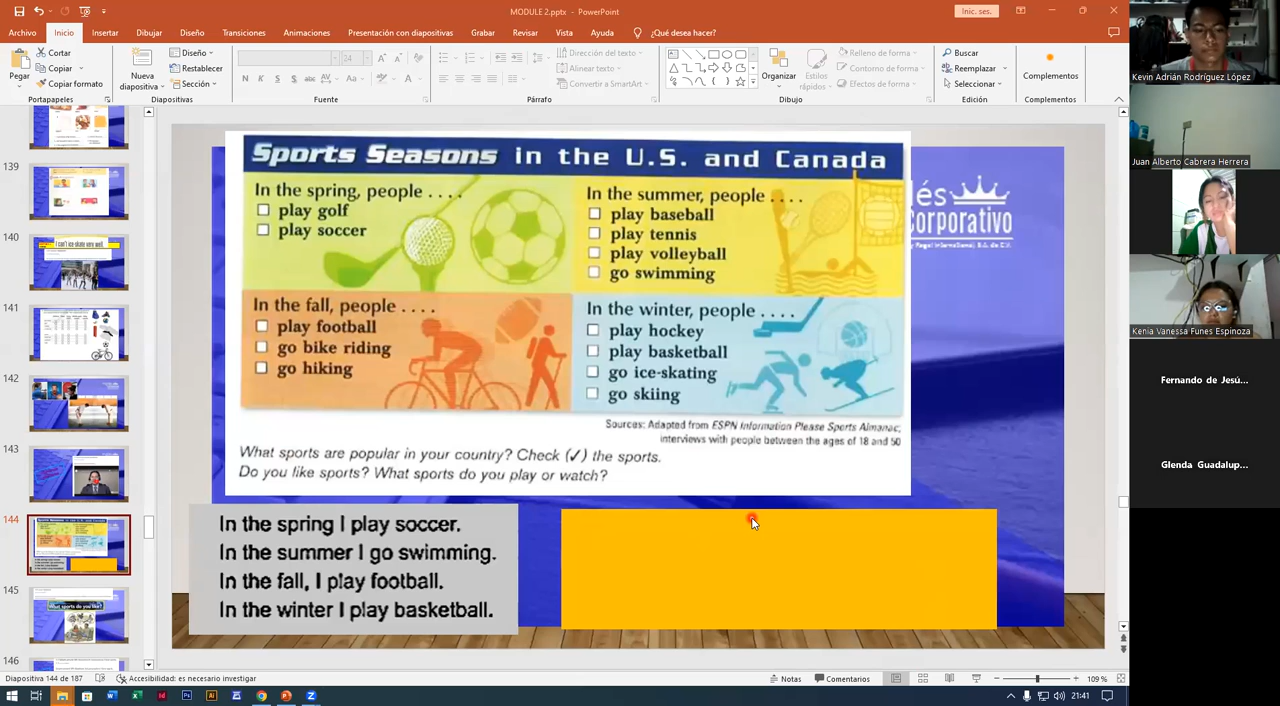 MODULE 2.pptx - PowerPoint
Inic. ses.
Archivo Inicio Insertar Dibujar Diseño Transiciones Animaciones Presentación con diapositivas Grabar Revisar Vista Ayuda ¿Qué desea hacer?
Pegar
Cortar
Copiar
Copiar formato
Portapapeles
Nueva
diapositiva
Diseño
Restablecer
Sección
Diapositivas
24
N K S S abc AV Aa A
Fuente
Dirección del texto
Alinear texto
Convertir a SmartArt
Párrafo
Organizar
Estilos
rápidos
Relleno de forma
Contorno de forma
Efectos de forma
Dibujo
Buscar
Reemplazar
Seleccionar
Edición
Complementos
Complementos
139
140
I can't ice skate very well.
141
142
143
144
145
What sports do you like?
146
Sports Seasons in the U.S. and Canada
In the spring, people . . . .
play golf
play soccer
In the summer, people . . . .
play baseball
play tennis
play volleyball
go swimming
In the fall, people . . . .
play football
go bike riding
go hiking
In the winter, people . . . .
play hockey
play basketball
go ice-skating
go skiing
Sources: Adapted from ESPN Information Please Sports Almanac;
interviews with people between the ages of 18 and 50
What sports are popular in your country? Check (✓) the sports.
Do you like sports? What sports do you play or watch?
és
orporativo
In the spring I play soccer.
In the summer I go swimming.
In the fall, I play football.
In the winter I play basketball.
Kevin Adrián Rodríguez López
Juan Alberto Cabrera Herrera
Kenia Vanessa Funes Espinoza
Fernando de Jesú...
Glenda Guadalup...
Diapositiva 144 de 187
Accesibilidad: es necesario investigar
Notas
Comentarios
109 %
21:41